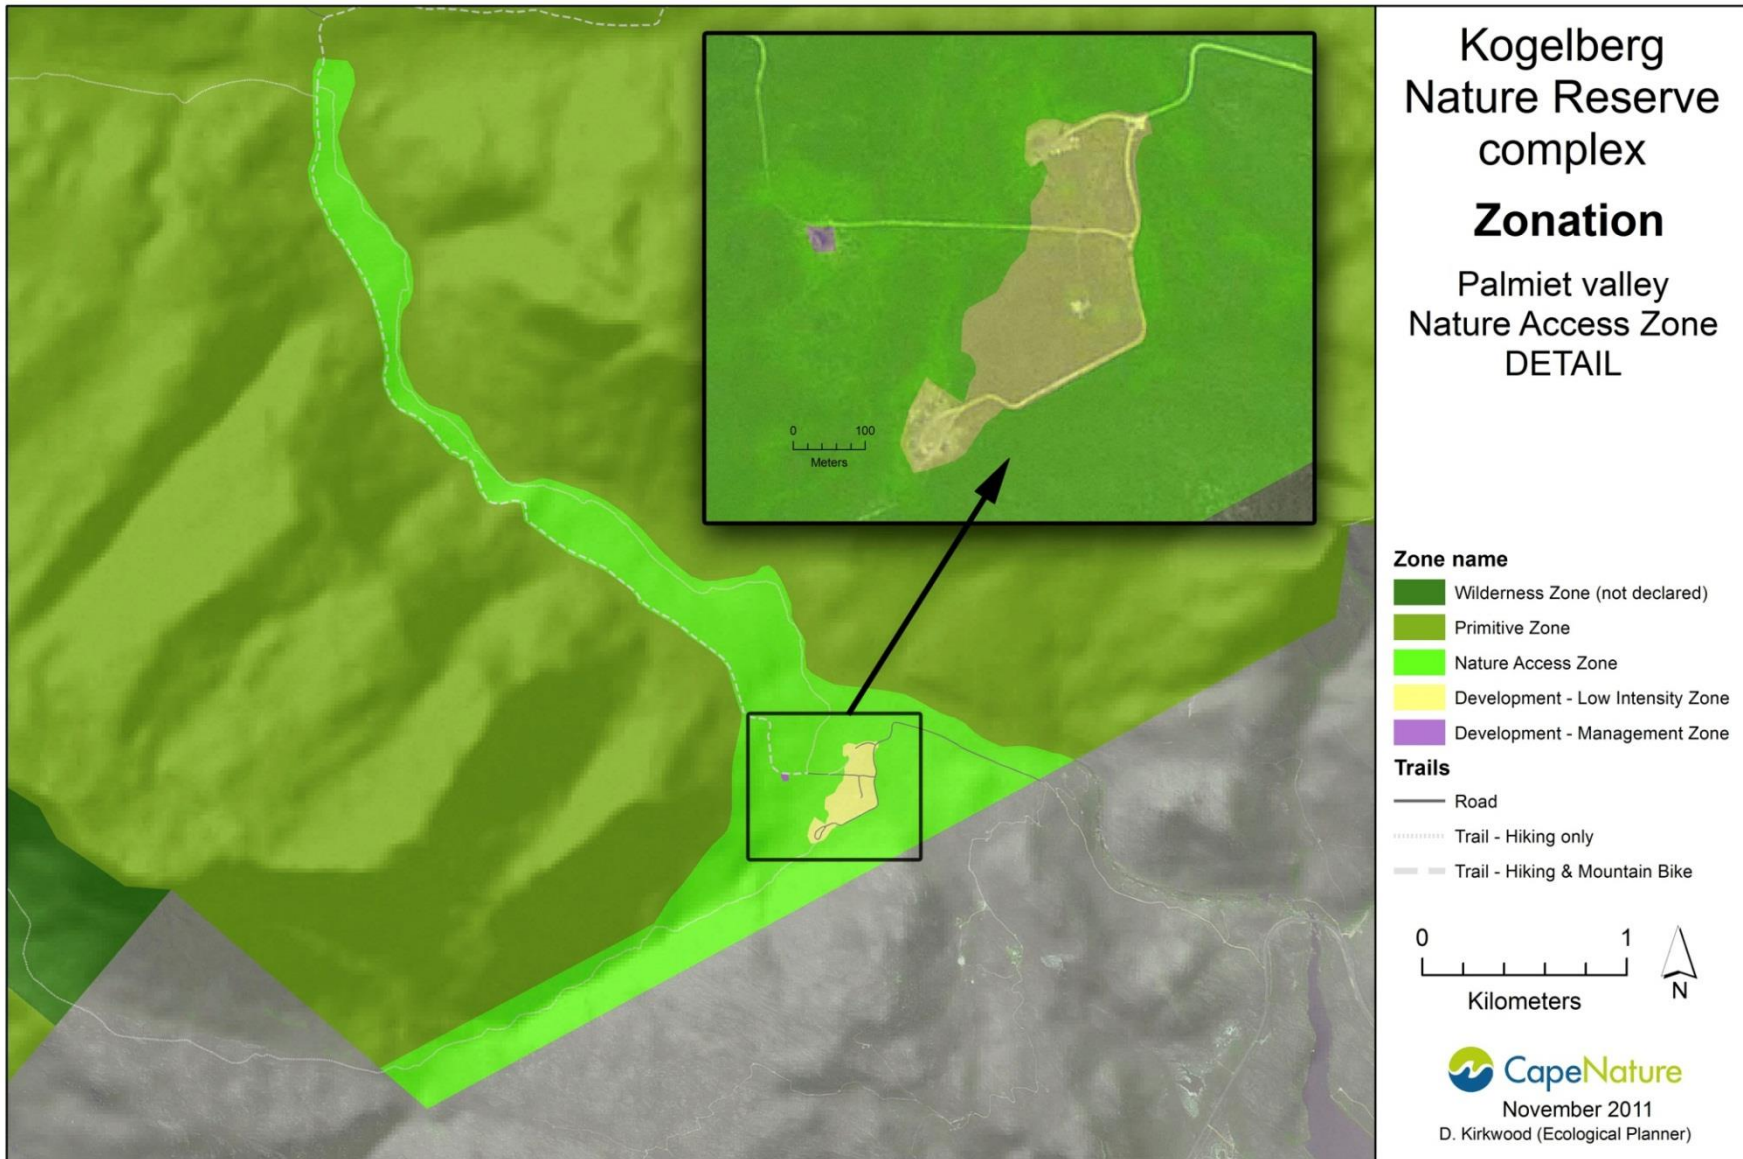 Kogelberg
Nature Reserve
complex
Zonation
Palmiet valley
Nature Access Zone
DETAIL
0 100
Meters
Zone name
Wilderness Zone (not declared)
Primitive Zone
Nature Access Zone
Development - Low Intensity Zone
Development - Management Zone
Trails
Road
Trail - Hiking only
Trail - Hiking & Mountain Bike
0 1
Kilometers
N
CapeNature
November 2011
D. Kirkwood (Ecological Planner)